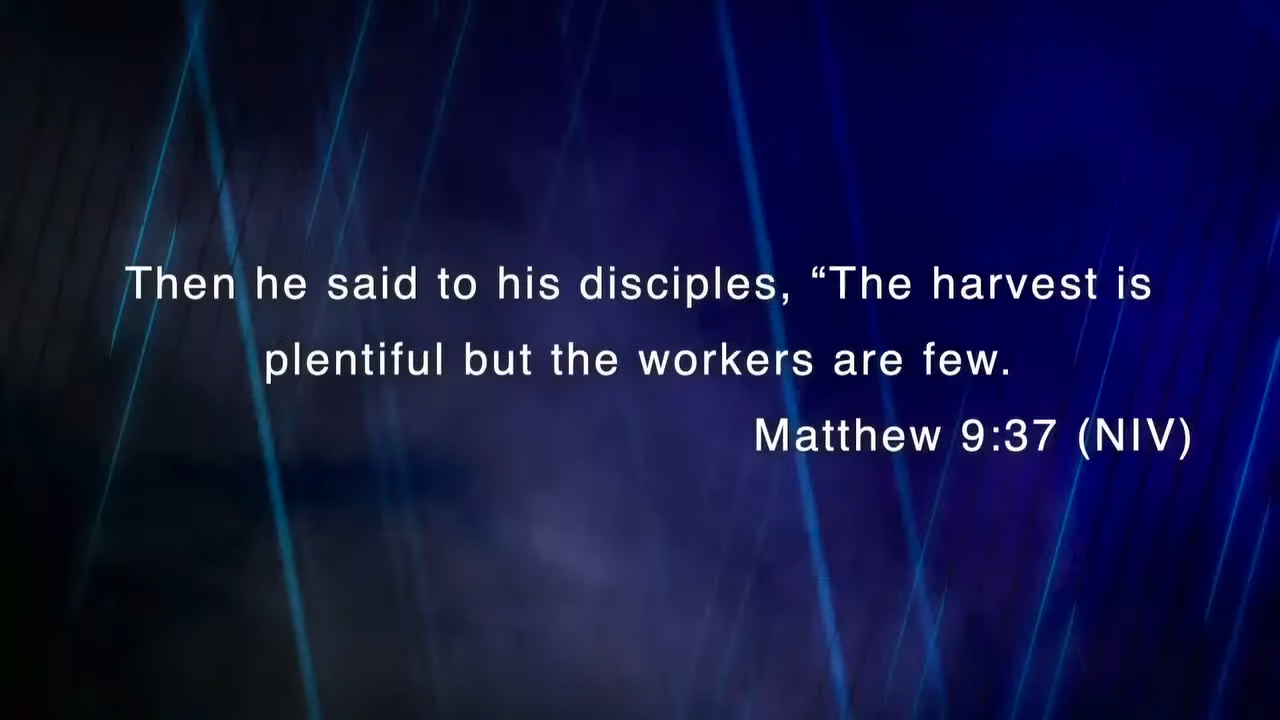 Then he said to his disciples, “The harvest is
plentiful but the workers are few.
Matthew 9:37 (NIV)